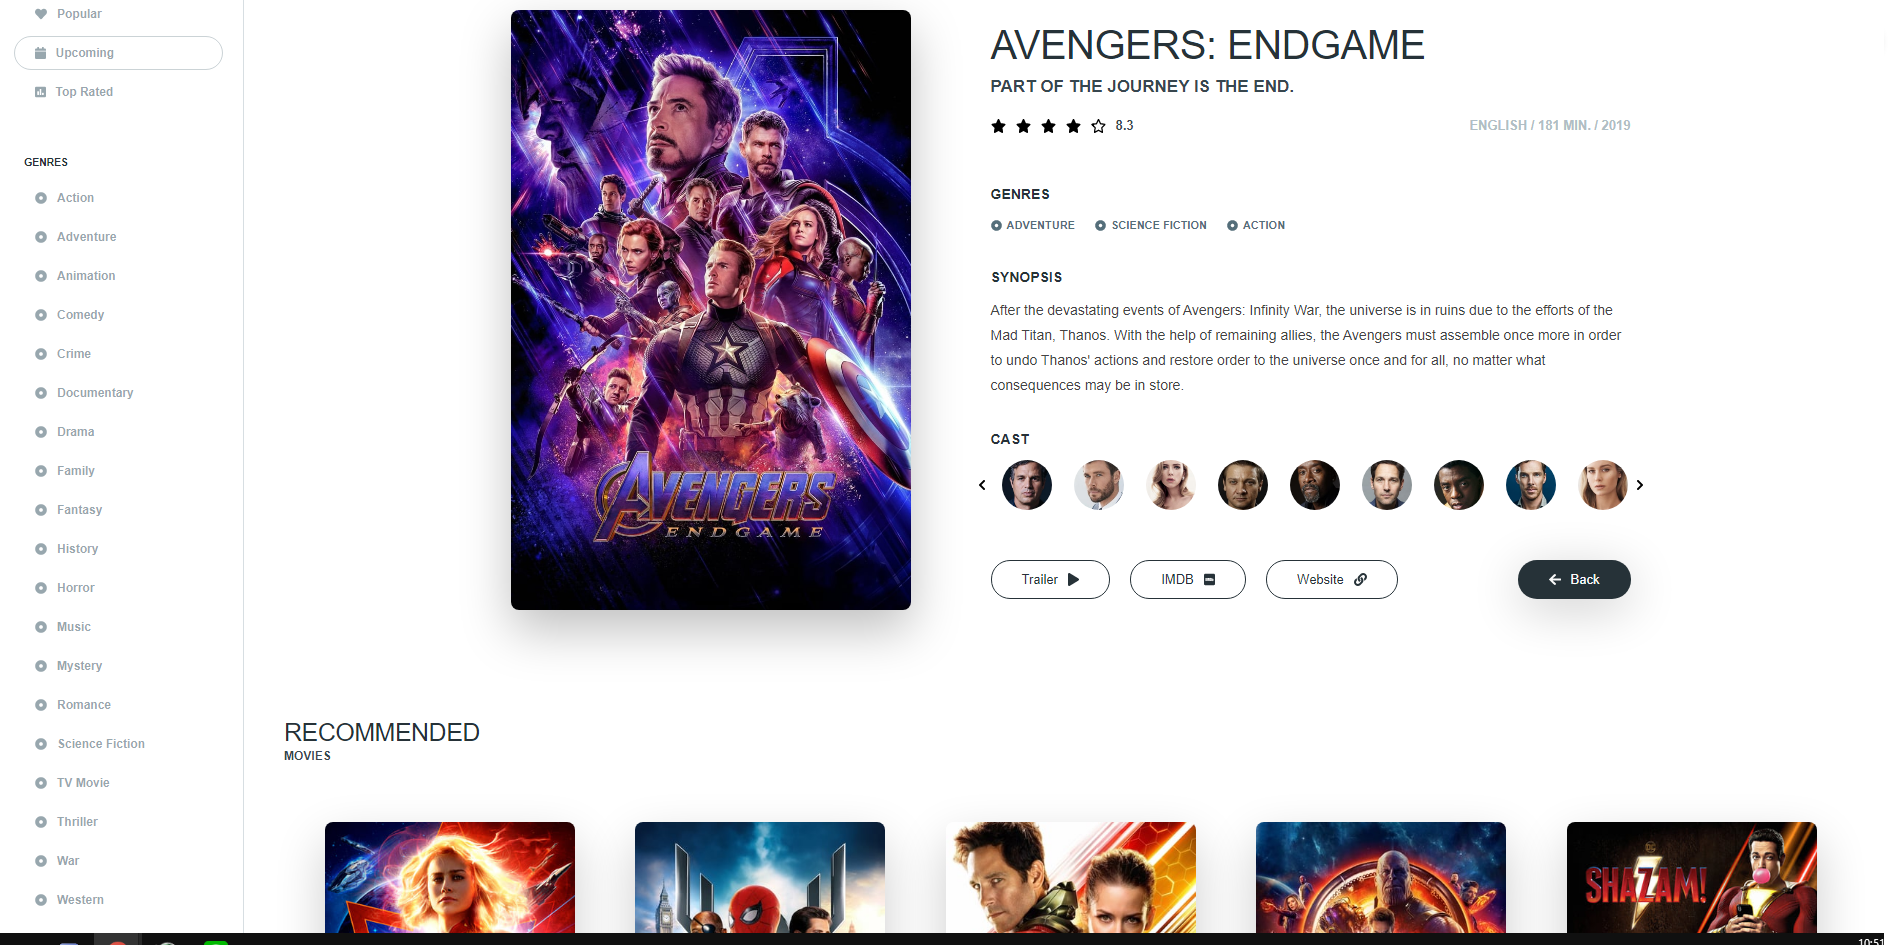 Popular
Upcoming
Top Rated
GENRES
Action
Adventure
Animation
Comedy
Crime
Documentary
Drama
Family
Fantasy
History
Horror
Music
Mystery
Romance
Science Fiction
TV Movie
Thriller
War
Western
AVENGERS
ENDGAME
AVENGERS: ENDGAME
PART OF THE JOURNEY IS THE END.
8.3
ENGLISH / 181 MIN. / 2019
GENRES
ADVENTURE SCIENCE FICTION ACTION
SYNOPSIS
After the devastating events of Avengers: Infinity War, the universe is in ruins due to the efforts of the
Mad Titan, Thanos. With the help of remaining allies, the Avengers must assemble once more in order
to undo Thanos' actions and restore order to the universe once and for all, no matter what
consequences may be in store.
CAST
Trailer IMDB Website Back
RECOMMENDED
MOVIES
DC
SHAZAM!
10:51